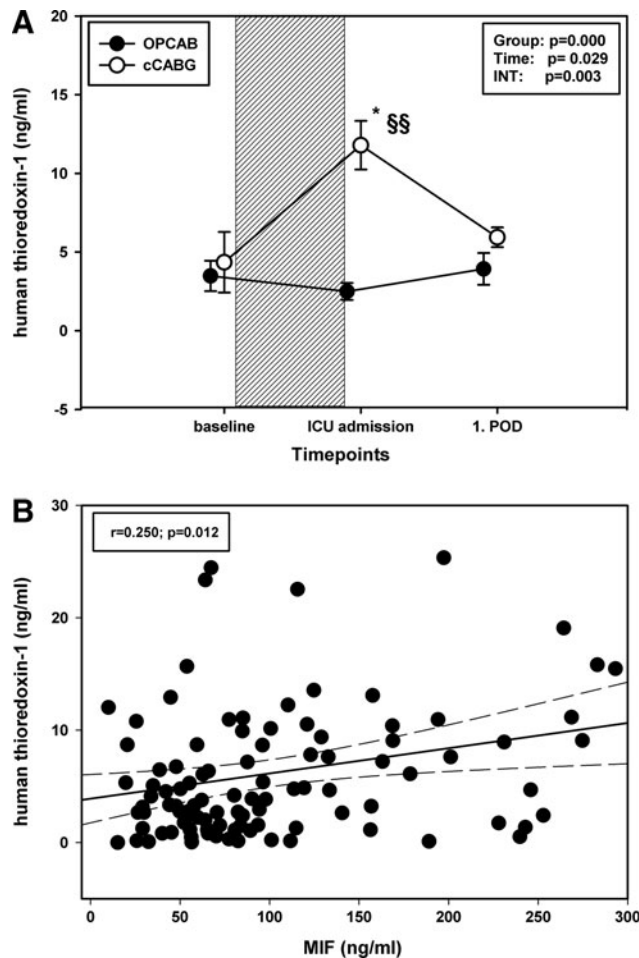 A
20
15
10
5
0
-5
human thioredoxin-1 (ng/ml)
OPCAB
cCABG
Group: p=0.000
Time: p= 0.029
INT: p=0.003
* §§
baseline ICU admission 1. POD
Timepoints
B
30
20
10
0
human thioredoxin-1 (ng/ml)
r=0.250; p=0.012
0 50 100 150 200 250 300
MIF (ng/ml)